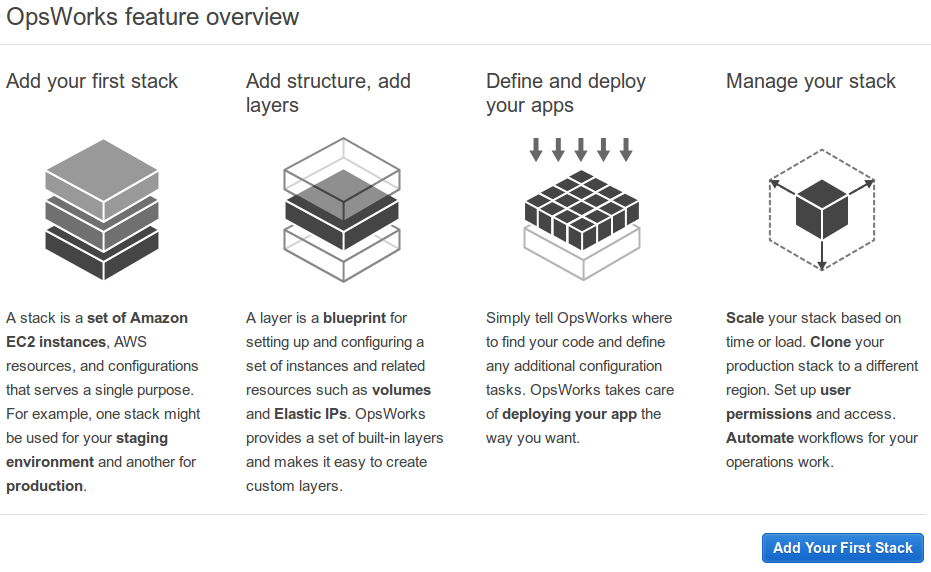 OpsWorks feature overview
Add your first stack
A stack is a set of Amazon
EC2 instances, AWS
resources, and configurations
that serves a single purpose.
For example, one stack might
be used for your staging
environment and another for
production.
Add structure, add
layers
A layer is a blueprint for
setting up and configuring a
set of instances and related
resources such as volumes
and Elastic IPs. OpsWorks
provides a set of built-in layers
and makes it easy to create
custom layers.
Define and deploy
your apps
Simply tell OpsWorks where
to find your code and define
any additional configuration
tasks. OpsWorks takes care
of deploying your app the
way you want.
Manage your stack
Scale your stack based on
time or load. Clone your
production stack to a different
region. Set up user
permissions and access.
Automate workflows for your
operations work.
Add Your First Stack